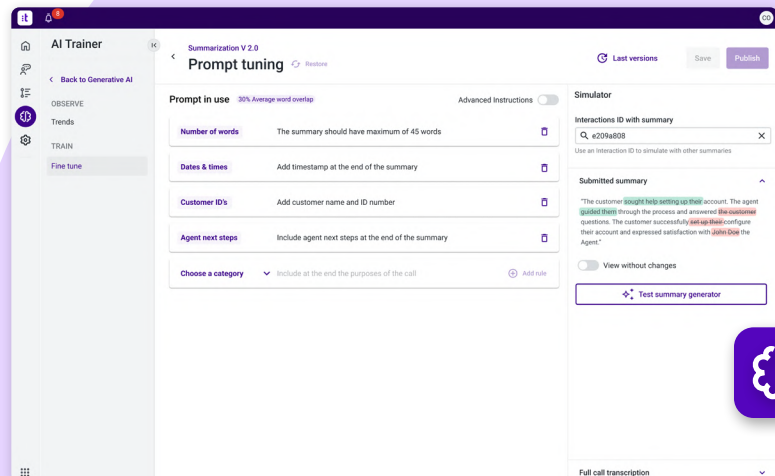 :t
8
CO
AI Trainer
Back to Generative AI
OBSERVE
Trends
TRAIN
Fine tune
Summarization V 2.0
Prompt tuning
Restore
Last versions
Save
Publish
Prompt in use
30% Average word overlap
Advanced Instructions
Number of words
The summary should have maximum of 45 words
Dates & times
Add timestamp at the end of the summary
Customer ID's
Add customer name and ID number
Agent next steps
Include agent next steps at the end of the summary
Choose a category
Include at the end the purposes of the call
Add rule
Simulator
Interactions ID with summary
e209a808
Use an Interaction ID to simulate with other summaries
Submitted summary
"The customer sought help setting up their account. The agent
guided them through the process and answered the customer
questions. The customer successfully set up their configure
their account and expressed satisfaction with John Doe the
Agent."
View without changes
Test summary generator
Full call transcription